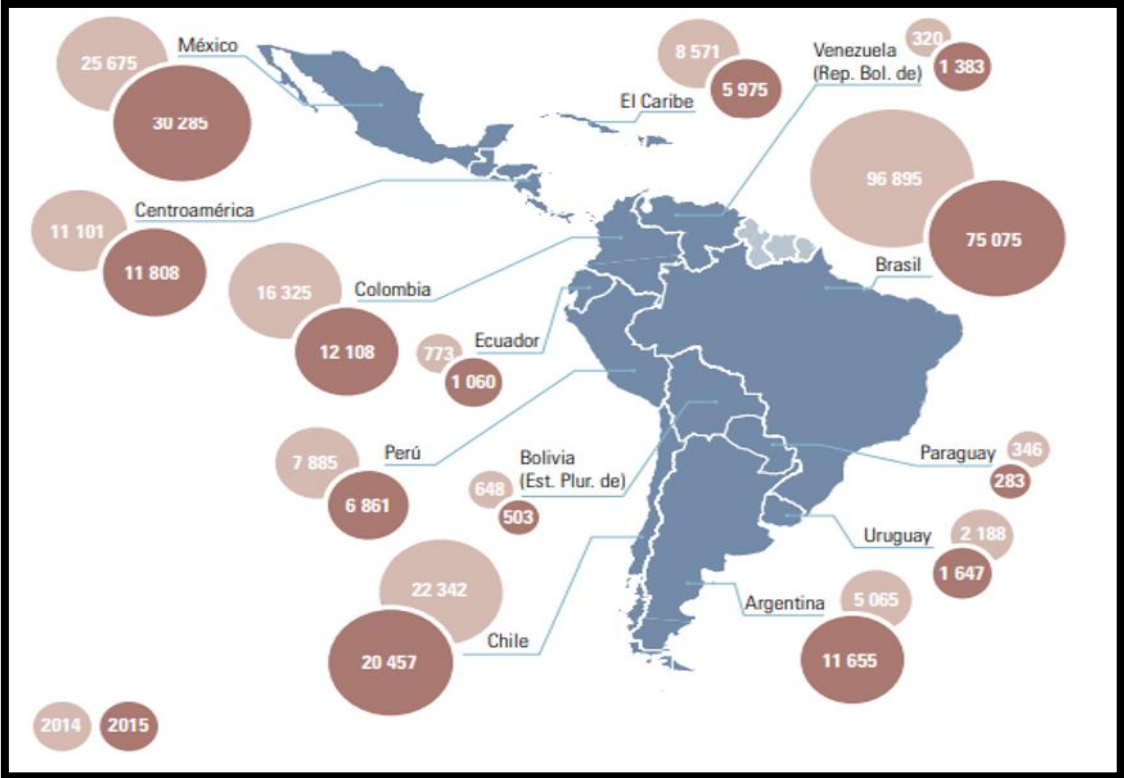 25 675
México
30 285
8 571
5 975
El Caribe
Venezuela
(Rep. Bol. de)
320
1 383
96 895
75 075
Brasil
11 101
Centroamérica
11 808
16 325
Colombia
12 108
773
Ecuador
1 060
7 885
Perú
6 861
648
Bolivia
(Est. Plur. de)
503
Paraguay
346
283
Uruguay
2 188
1 647
22 342
Chile
20 457
Argentina
5 065
11 655
2014
2015